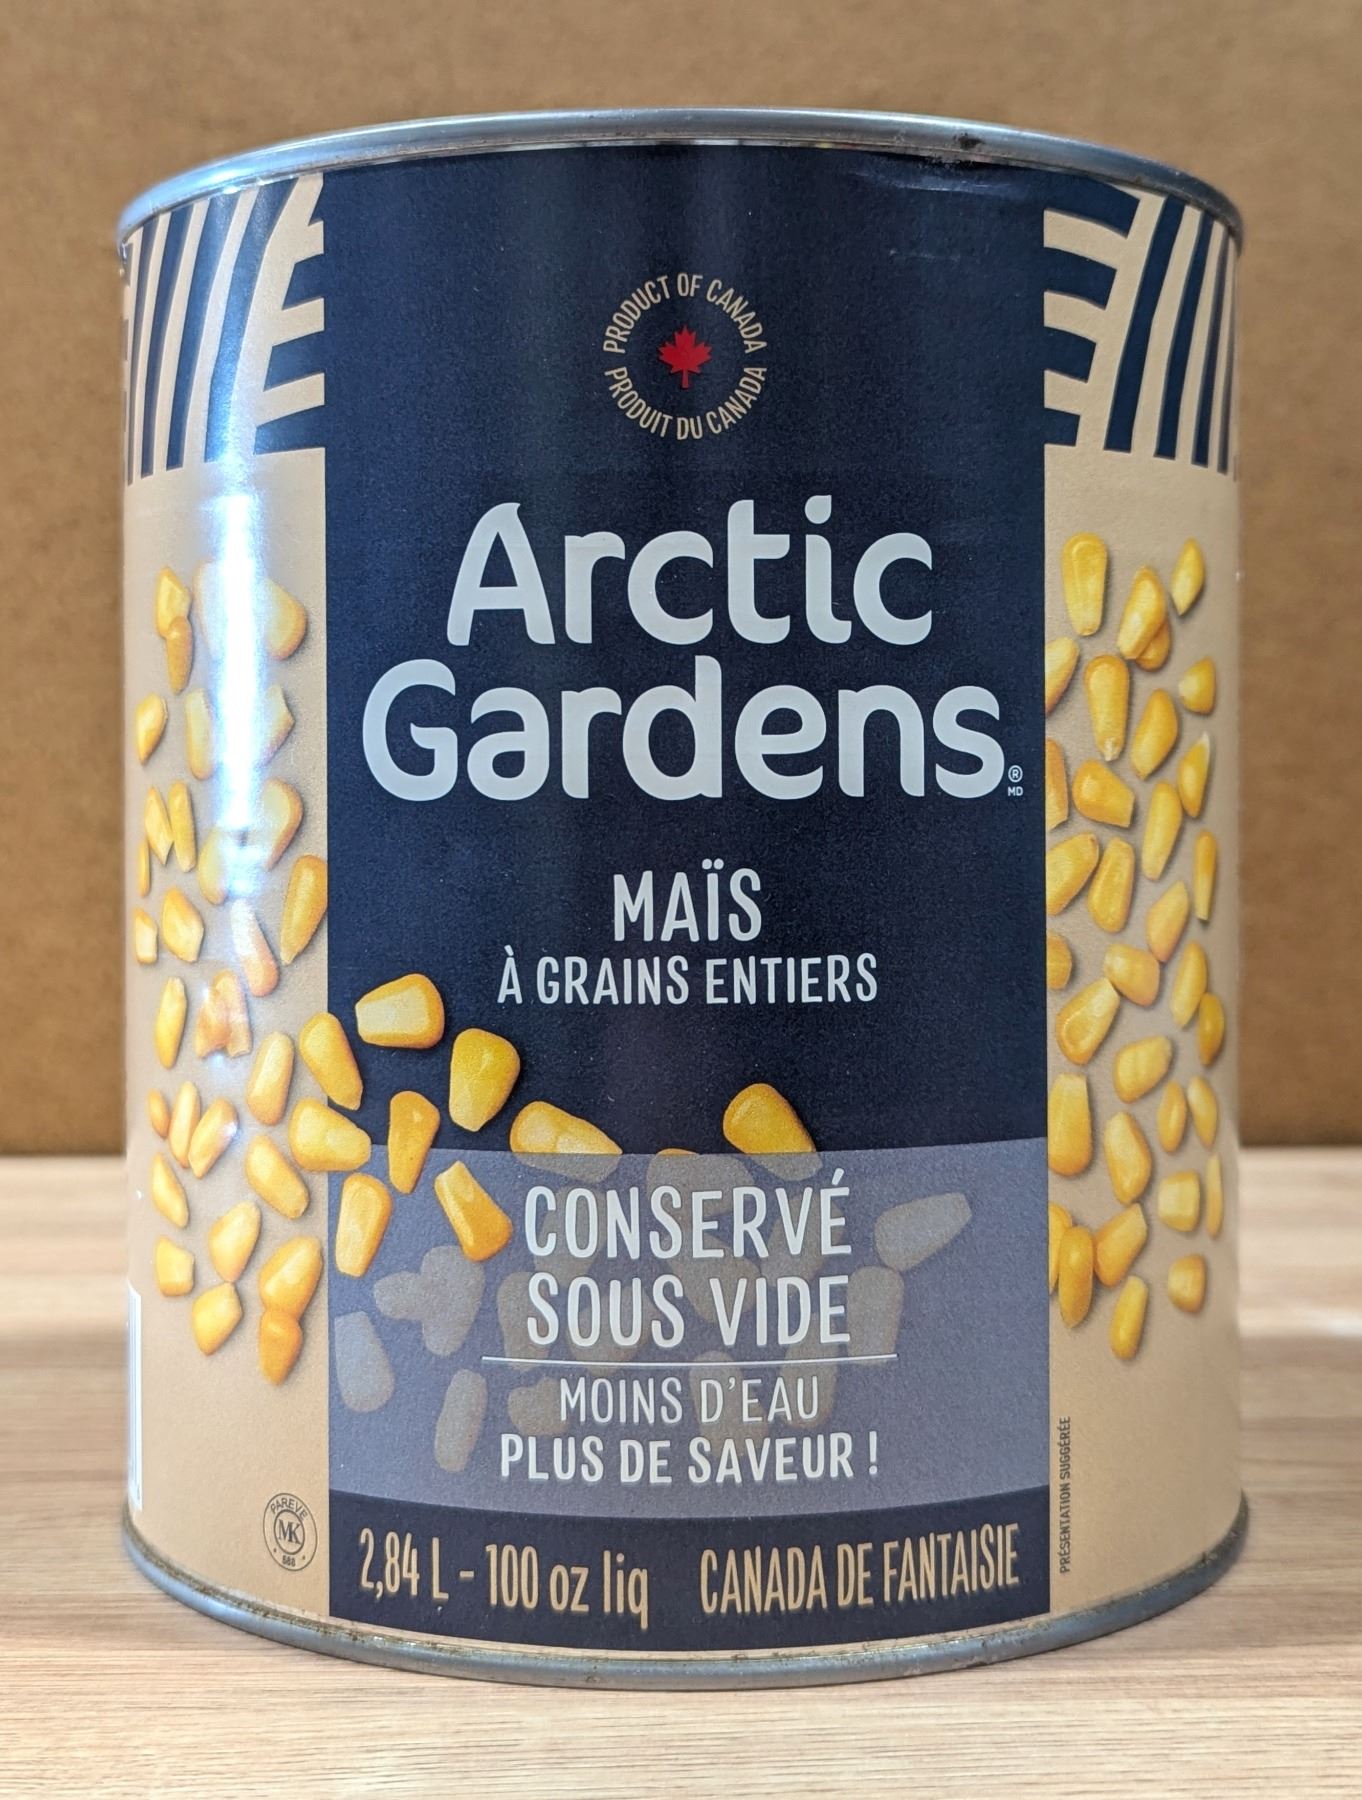 PRODUCT OF CANADA
PRODUIT DU CANADA
Arctic
Gardens
®
MD
MAÏS
À GRAINS ENTIERS
CONSERVÉ
SOUS VIDE
MOINS D'EAU
PLUS DE SAVEUR !
PAREVE
MK
588
2,84 L - 100 oz liq CANADA DE FANTAISIE
PRÉSENTATION SUGGÉRÉE